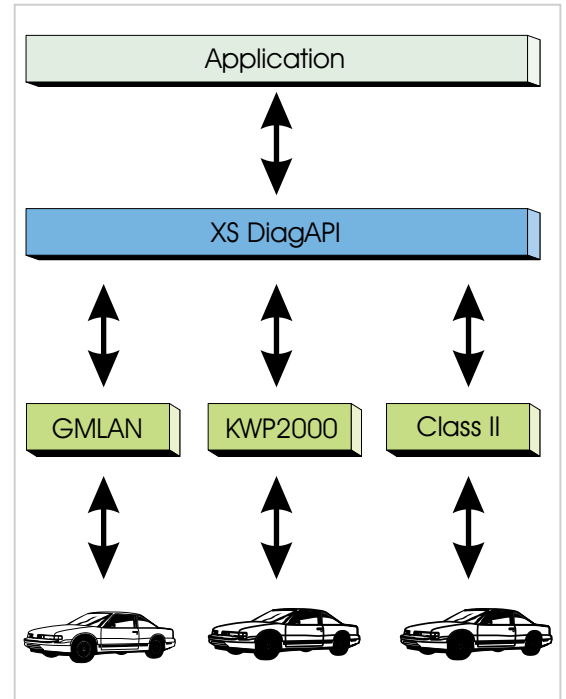 Application
XS DiagAPI
GMLAN
KWP2000
Class II